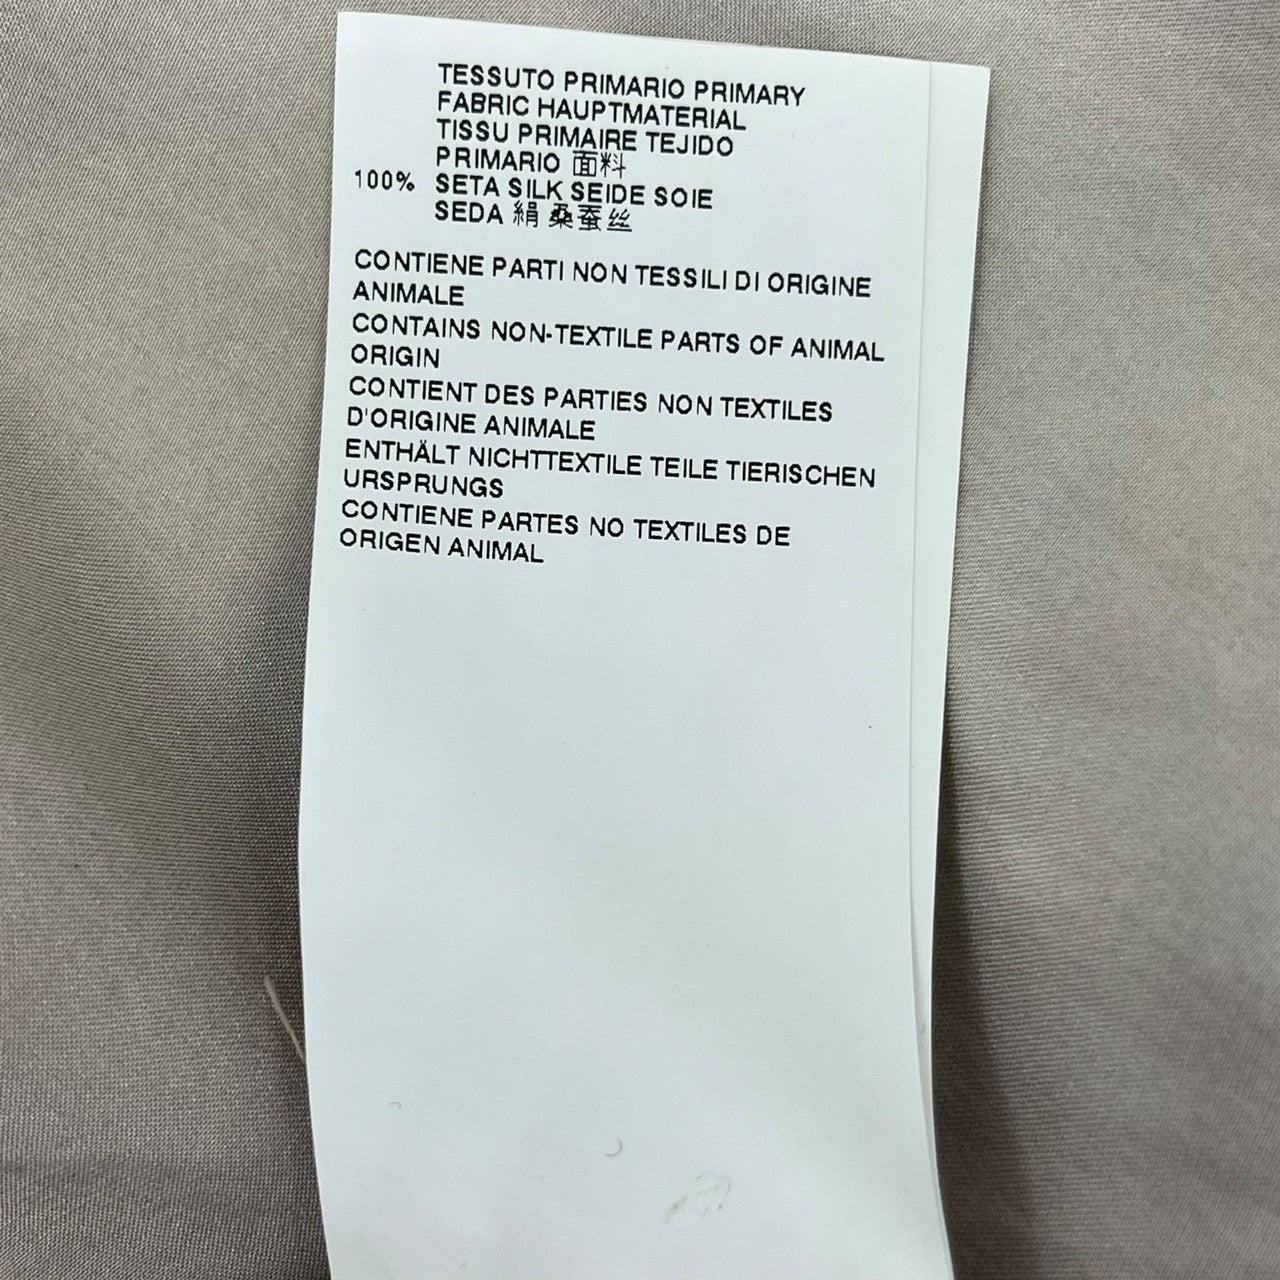 TESSUTO PRIMARIO PRIMARY
FABRIC HAUPTMATERIAL
TISSU PRIMAIRE TEJIDO
PRIMARIO 面料
100% SETA SILK SEIDE SOIE
SEDA 絹 桑蚕丝
CONTIENE PARTI NON TESSILI DI ORIGINE
ANIMALE
CONTAINS NON-TEXTILE PARTS OF ANIMAL
ORIGIN
CONTIENT DES PARTIES NON TEXTILES
D'ORIGINE ANIMALE
ENTHÄLT NICHTTEXTILE TEILE TIERISCHEN
URSPRUNGS
CONTIENE PARTES NO TEXTILES DE
ORIGEN ANIMAL